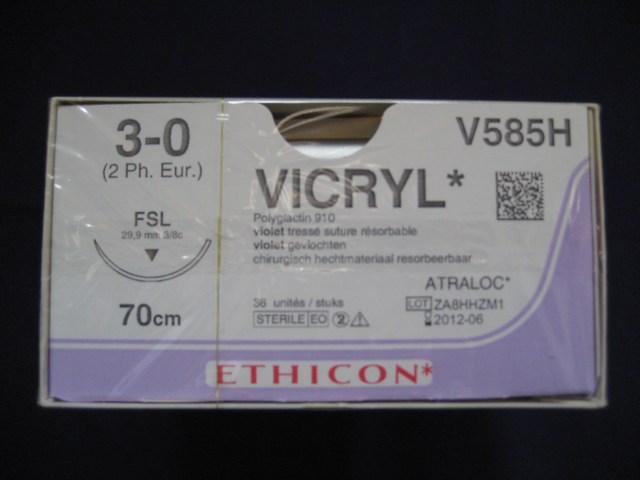 3-0
(2 Ph. Eur.)
FSL
29,9 mm 3/8c
70cm
V585H
VICRYL*
Polyglactin 910
violet tressé suture résorbable
violet gevlochten
chirurgisch hechtmateriaal resorbeerbaar
ATRALOC*
36 unités / stuks
LOT ZA8HHZM1
STERILE EO 2
2012-06
ETHICON*